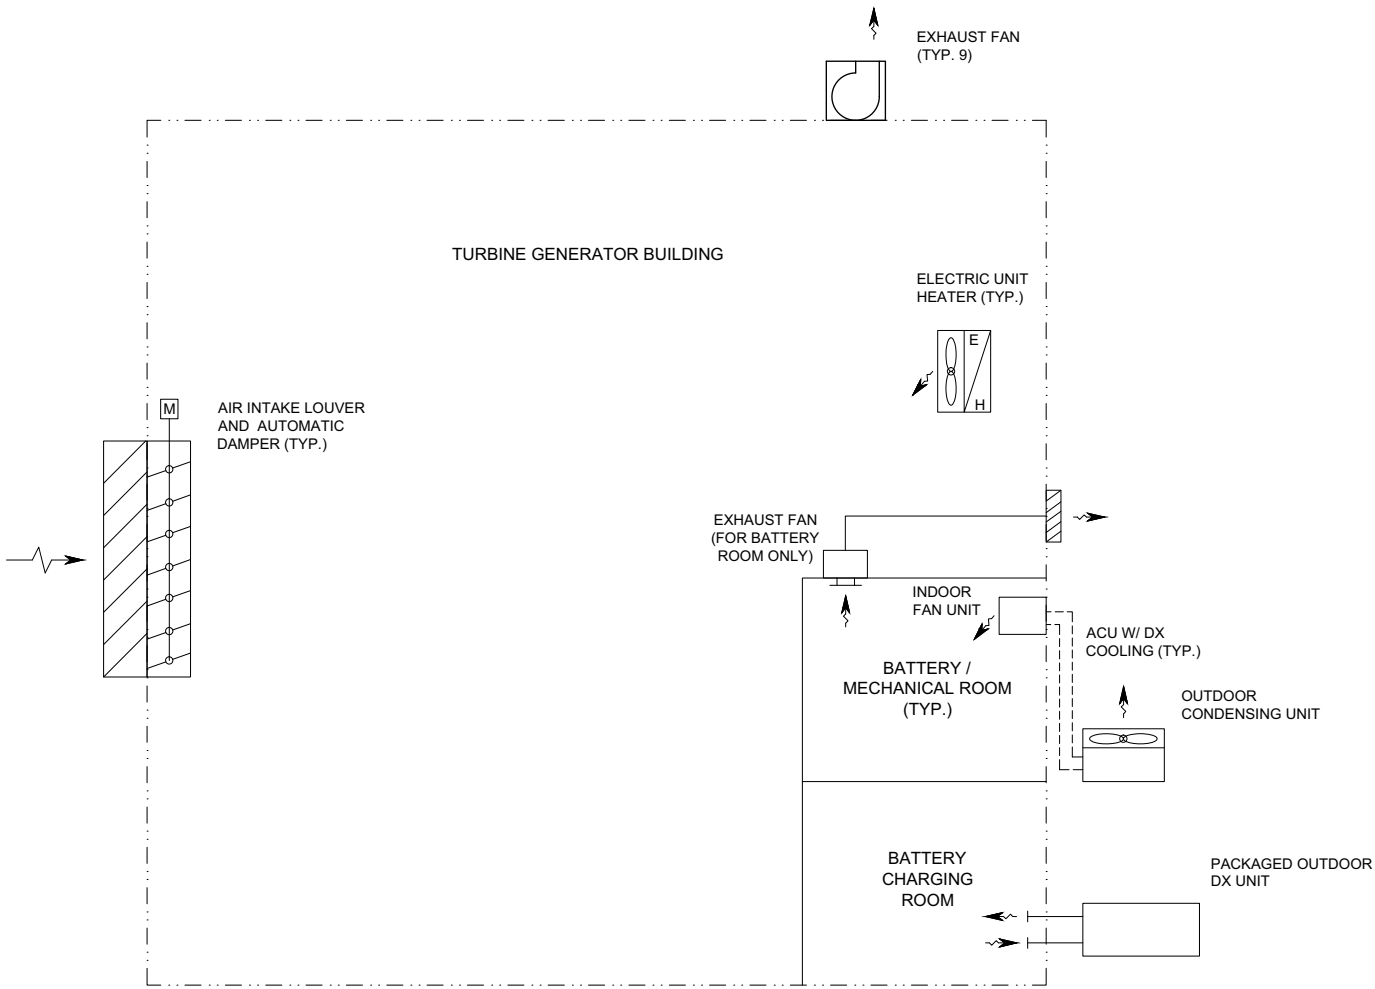 EXHAUST FAN
(TYP. 9)
TURBINE GENERATOR BUILDING
ELECTRIC UNIT
HEATER (TYP.)
E
H
M
AIR INTAKE LOUVER
AND AUTOMATIC
DAMPER (TYP.)
EXHAUST FAN
(FOR BATTERY
ROOM ONLY)
INDOOR
FAN UNIT
ACU W/ DX
COOLING (TYP.)
BATTERY /
MECHANICAL ROOM
(TYP.)
OUTDOOR
CONDENSING UNIT
BATTERY
CHARGING
ROOM
PACKAGED OUTDOOR
DX UNIT